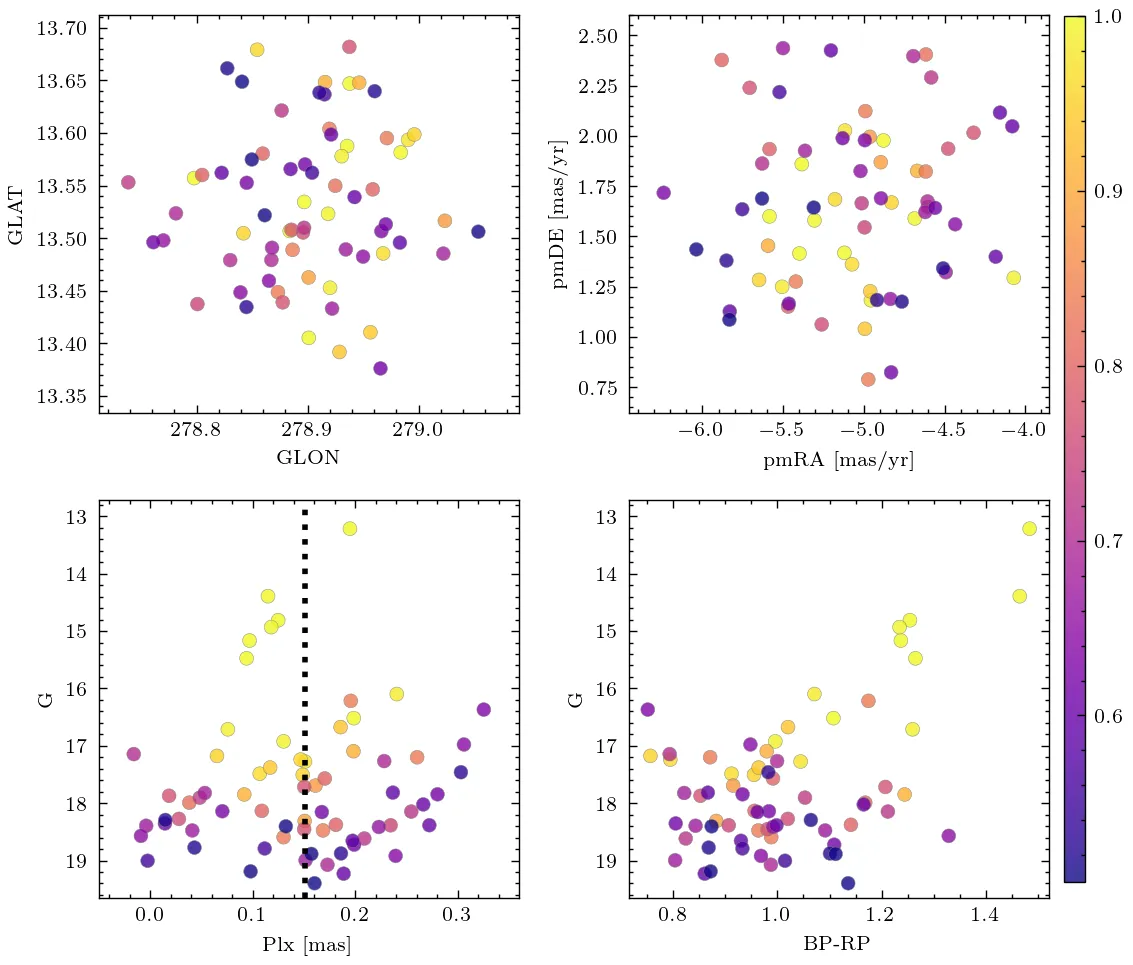 13.70
13.65
13.60
13.55
13.50
13.45
13.40
13.35
GLAT
278.8 278.9 279.0
GLON
2.50
2.25
2.00
1.75
1.50
1.25
1.00
0.75
pmDE [mas/yr]
−6.0 −5.5 −5.0 −4.5 −4.0
pmRA [mas/yr]
13
14
15
16
17
18
19
G
0.0 0.1 0.2 0.3
Plx [mas]
13
14
15
16
17
18
19
G
0.8 1.0 1.2 1.4
BP-RP
1.0
0.9
0.8
0.7
0.6